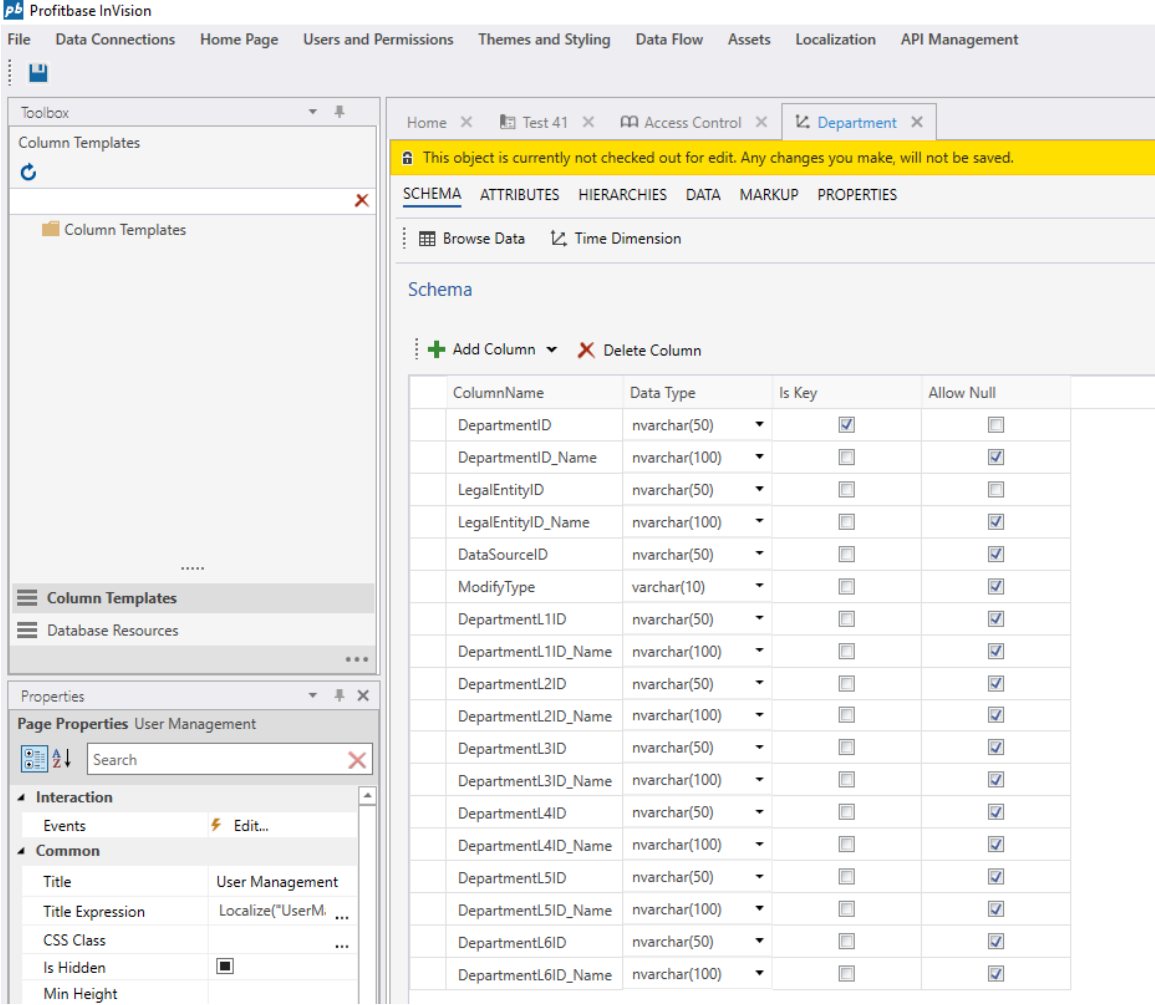 pb Profitbase InVision
File Data Connections Home Page Users and Permissions Themes and Styling Data Flow Assets Localization API Management
Toolbox
Column Templates
Column Templates
Column Templates
Database Resources
Properties
Page Properties User Management
Search
Interaction
Events Edit...
Common
Title User Management
Title Expression Localize("UserM. ...
CSS Class ...
Is Hidden
Min Height
Home Test 41 Access Control Department
This object is currently not checked out for edit. Any changes you make, will not be saved.
SCHEMA ATTRIBUTES HIERARCHIES DATA MARKUP PROPERTIES
Browse Data Time Dimension
Schema
Add Column Delete Column
ColumnName Data Type Is Key Allow Null
DepartmentID nvarchar(50)
DepartmentID_Name nvarchar(100)
LegalEntityID nvarchar(50)
LegalEntityID_Name nvarchar(100)
DataSourceID nvarchar(50)
ModifyType varchar(10)
DepartmentL1ID nvarchar(50)
DepartmentL1ID_Name nvarchar(100)
DepartmentL2ID nvarchar(50)
DepartmentL2ID_Name nvarchar(100)
DepartmentL3ID nvarchar(50)
DepartmentL3ID_Name nvarchar(100)
DepartmentL4ID nvarchar(50)
DepartmentL4ID_Name nvarchar(100)
DepartmentL5ID nvarchar(50)
DepartmentL5ID_Name nvarchar(100)
DepartmentL6ID nvarchar(50)
DepartmentL6ID_Name nvarchar(100)